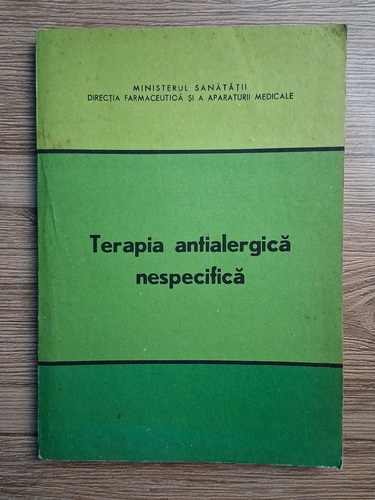 MINISTERUL SĂNĂTĂȚII
DIRECȚIA FARMACEUTICĂ ȘI A APARATURII MEDICALE
Terapia antialergică
nespecifică